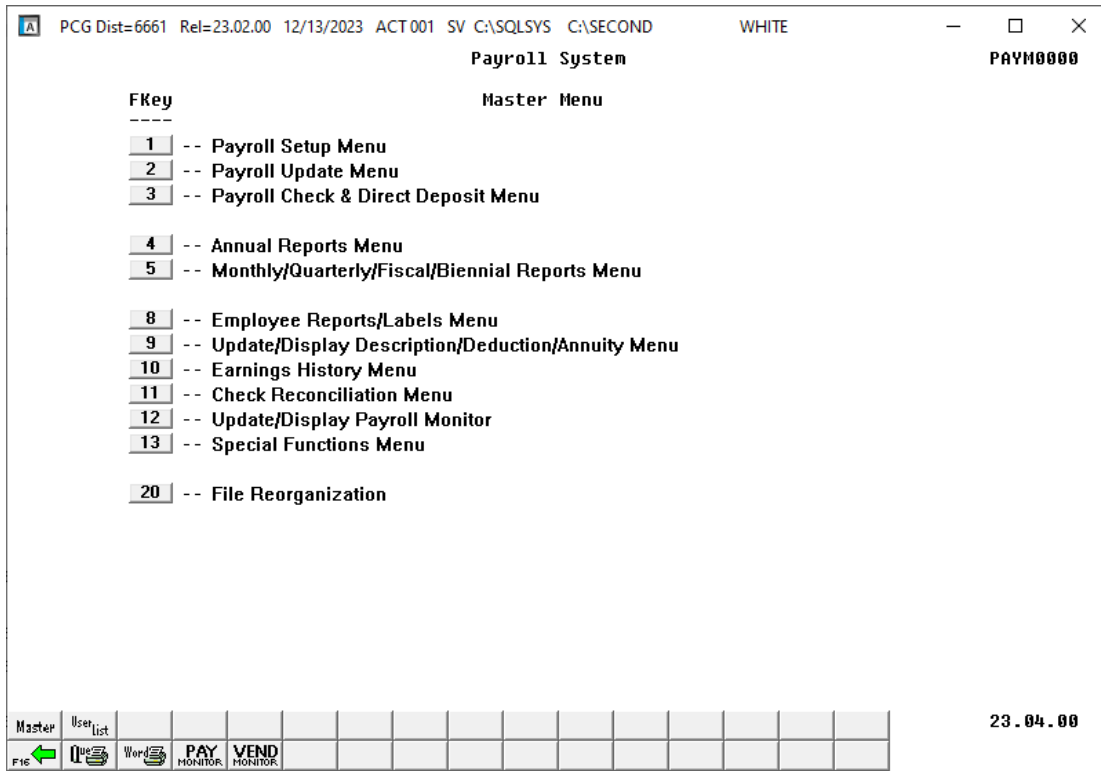 A PCG Dist=6661 Rel=23.02.00 12/13/2023 ACT 001 SV C:\SQLSYS C:\SECOND WHITE
Payroll System PAYM0000
FKey Master Menu
----
1 -- Payroll Setup Menu
2 -- Payroll Update Menu
3 -- Payroll Check & Direct Deposit Menu
4 -- Annual Reports Menu
5 -- Monthly/Quarterly/Fiscal/Biennial Reports Menu
8 -- Employee Reports/Labels Menu
9 -- Update/Display Description/Deduction/Annuity Menu
10 -- Earnings History Menu
11 -- Check Reconciliation Menu
12 -- Update/Display Payroll Monitor
13 -- Special Functions Menu
20 -- File Reorganization
Master User List 23.04.00
F16 Que Word PAY MONITOR VEND MONITOR